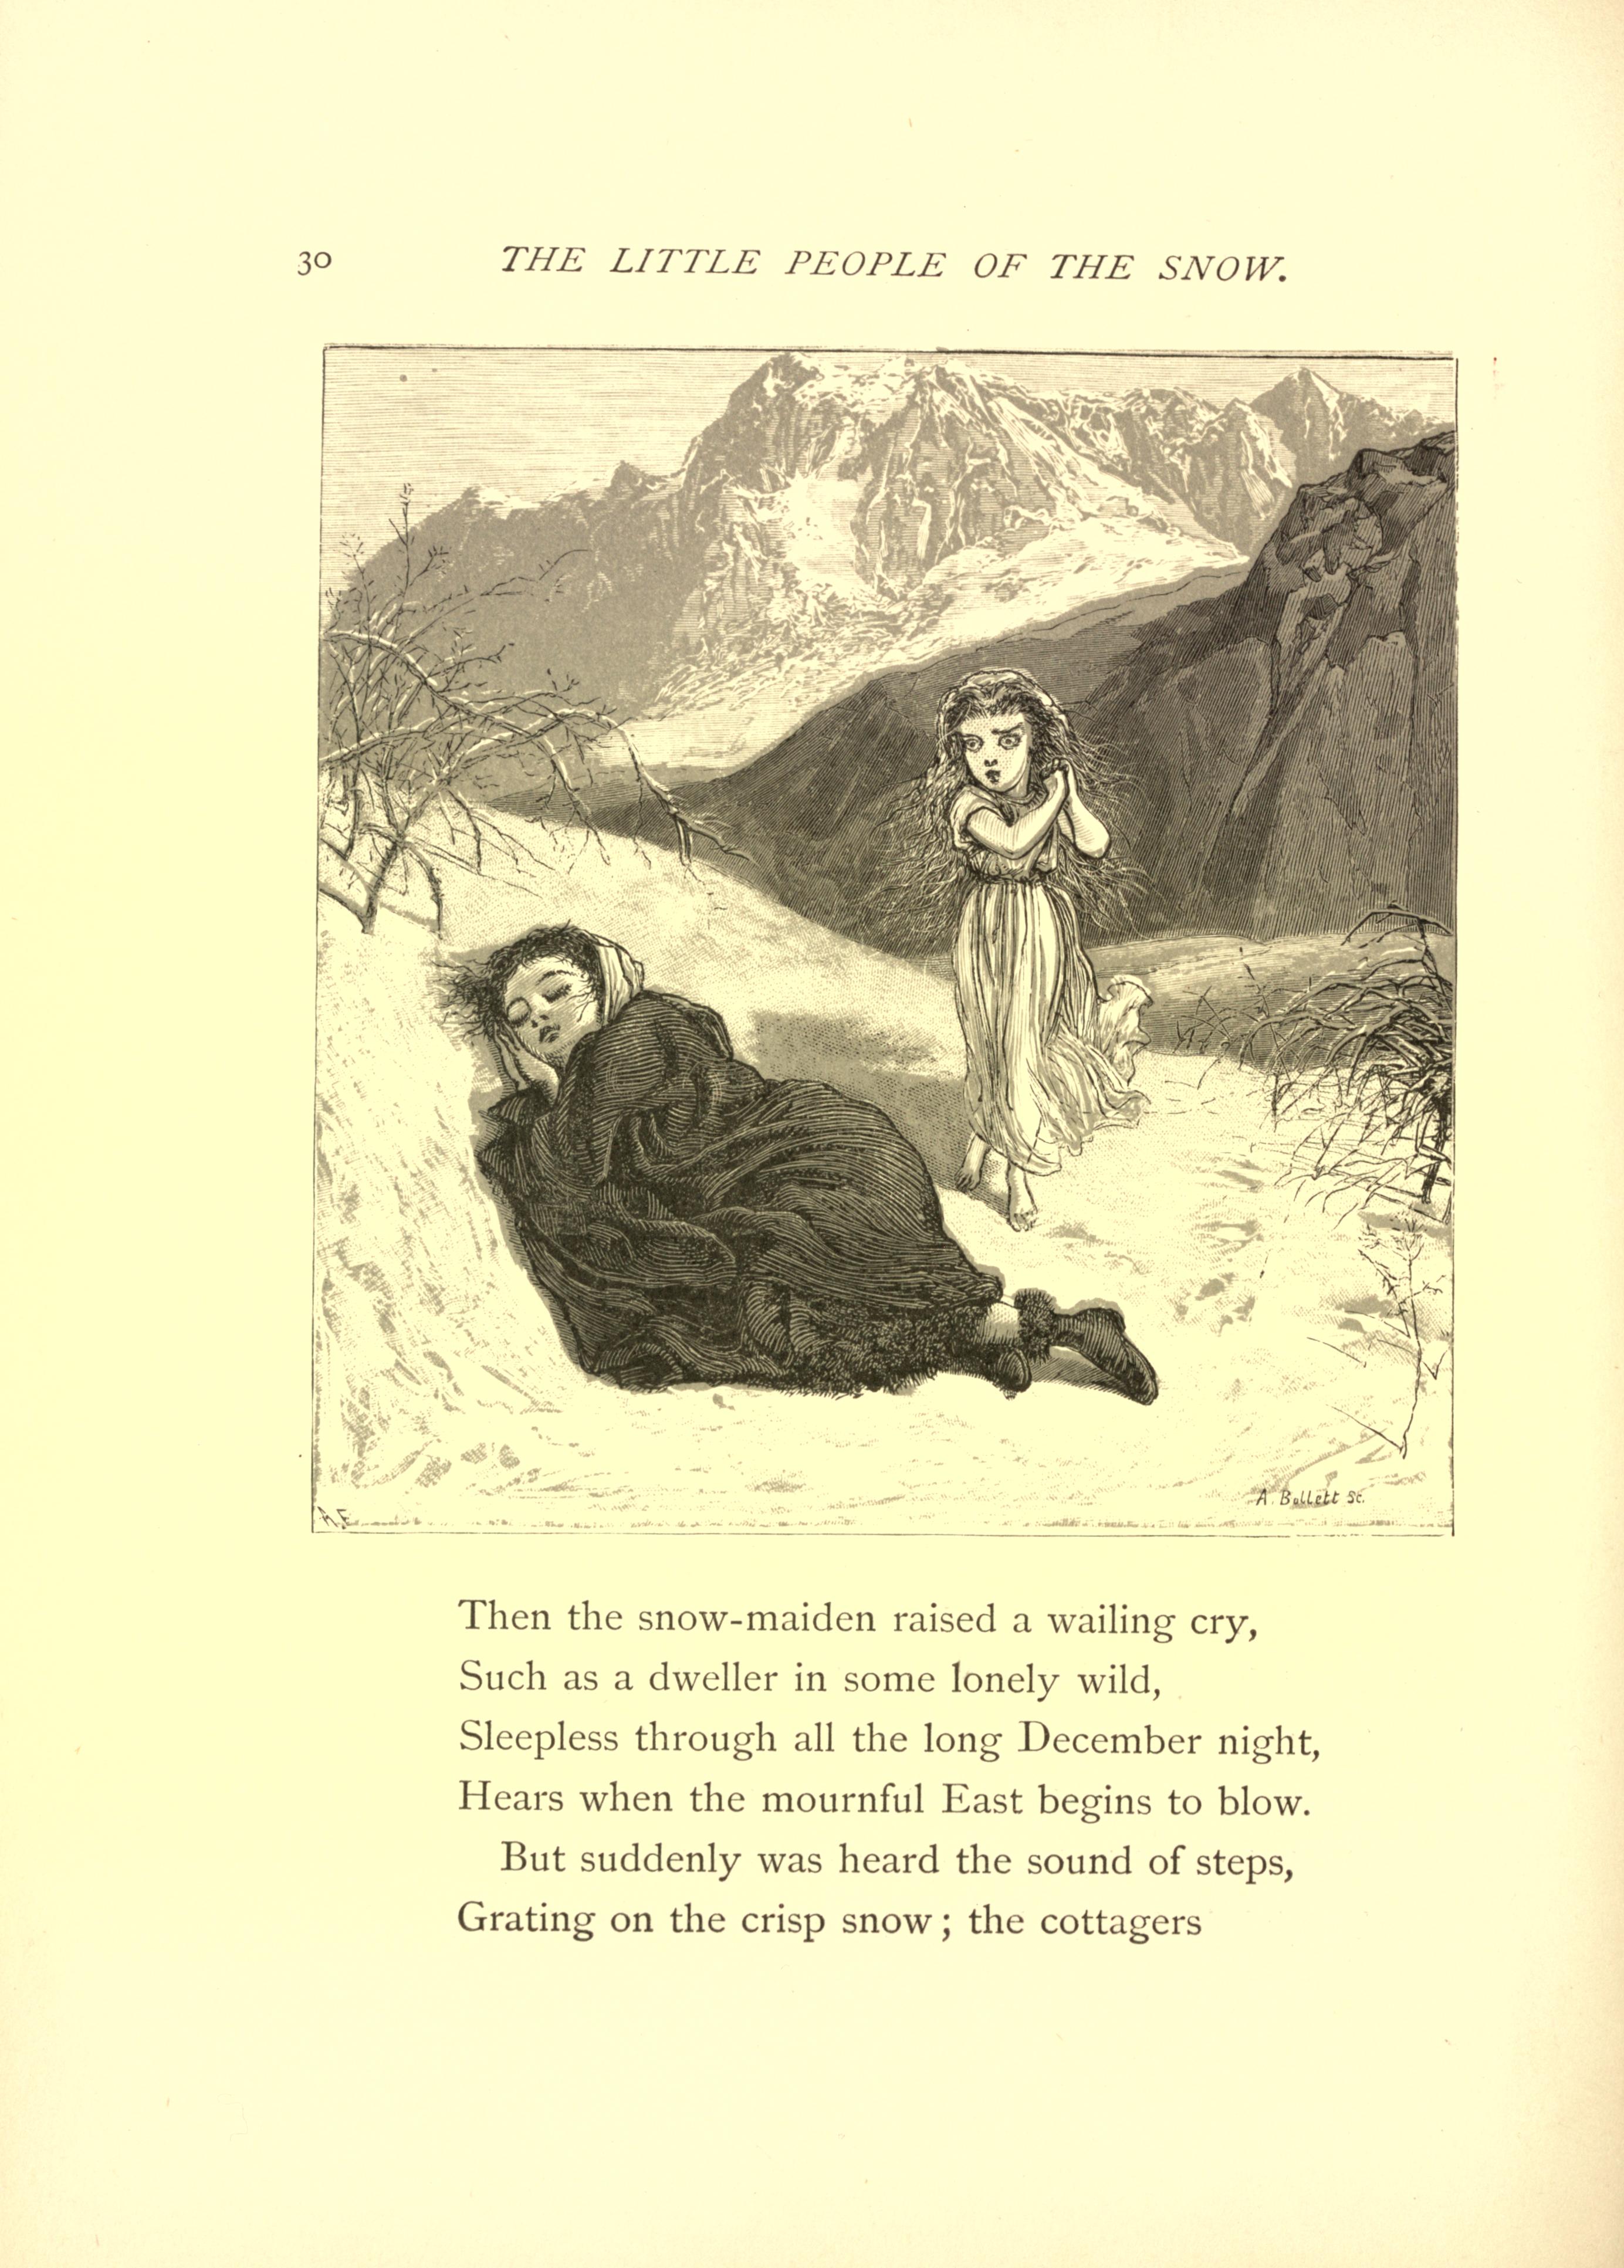 30 THE LITTLE PEOPLE OF THE SNOW.
A. Bollett Sc.
A.F.
Then the snow-maiden raised a wailing cry,
Such as a dweller in some lonely wild,
Sleepless through all the long December night,
Hears when the mournful East begins to blow.
But suddenly was heard the sound of steps,
Grating on the crisp snow; the cottagers